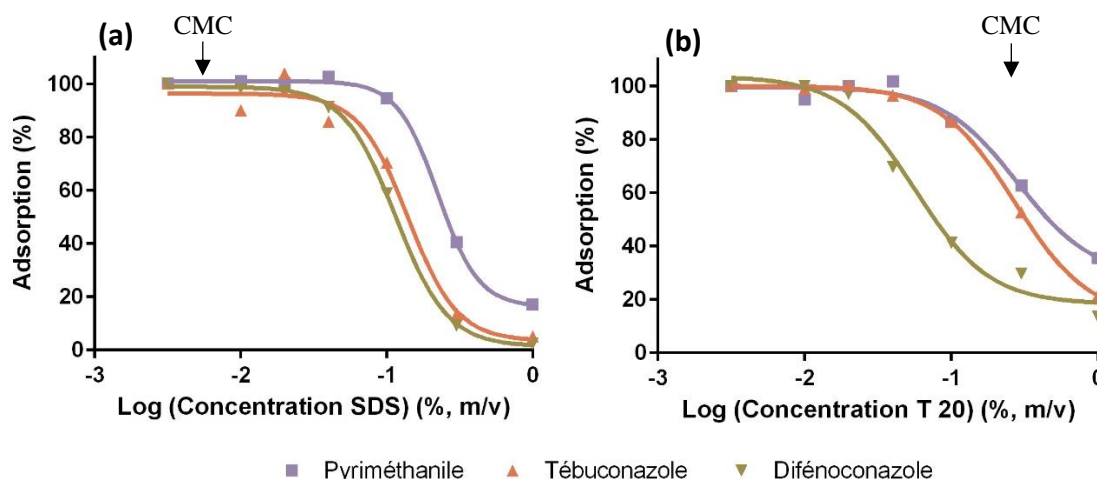 (a)
CMC
Adsorption (%)
100
80
60
40
20
0
-3
-2
-1
0
Log (Concentration SDS) (%, m/v)
(b)
CMC
Adsorption (%)
100
80
60
40
20
0
-3
-2
-1
0
Log (Concentration T 20) (%, m/v)
Pyriméthanile
Tébuconazole
Difénoconazole